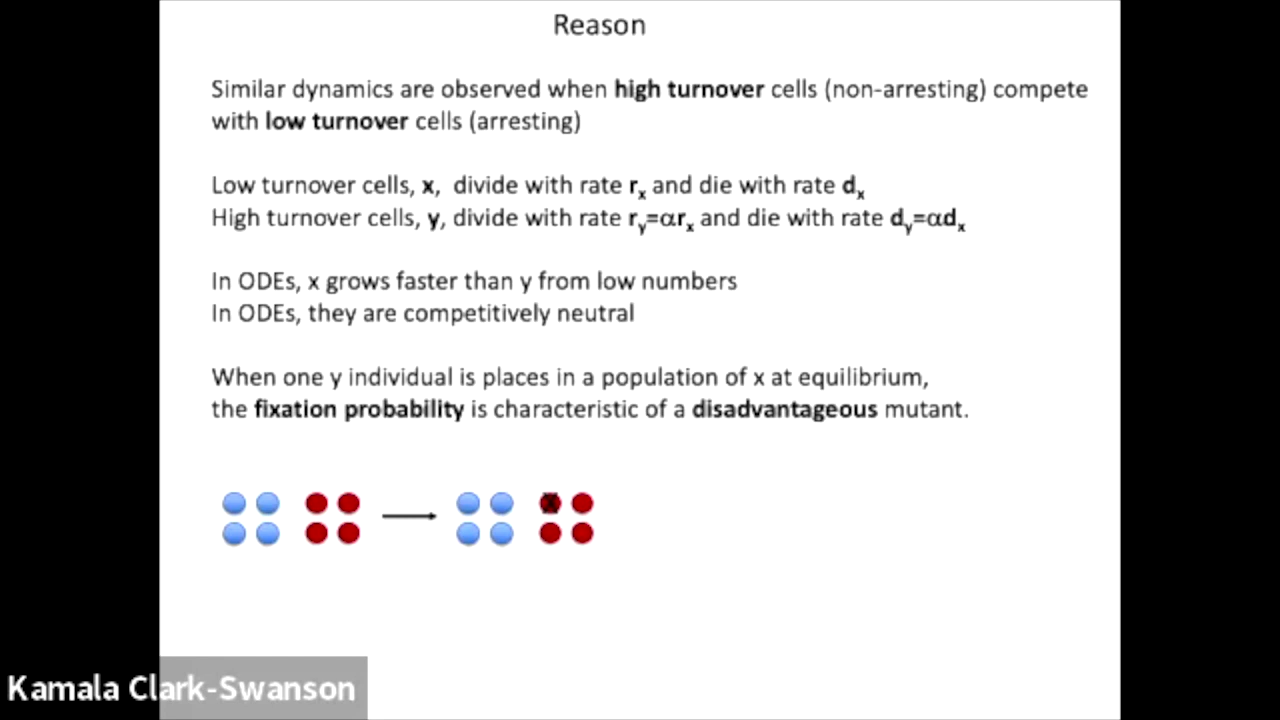 Reason
Similar dynamics are observed when high turnover cells (non-arresting) compete
with low turnover cells (arresting)
Low turnover cells, x, divide with rate rₓ and die with rate dₓ
High turnover cells, y, divide with rate r_y=αrₓ and die with rate d_y=αdₓ
In ODEs, x grows faster than y from low numbers
In ODEs, they are competitively neutral
When one y individual is places in a population of x at equilibrium,
the fixation probability is characteristic of a disadvantageous mutant.
Kamala Clark-Swanson